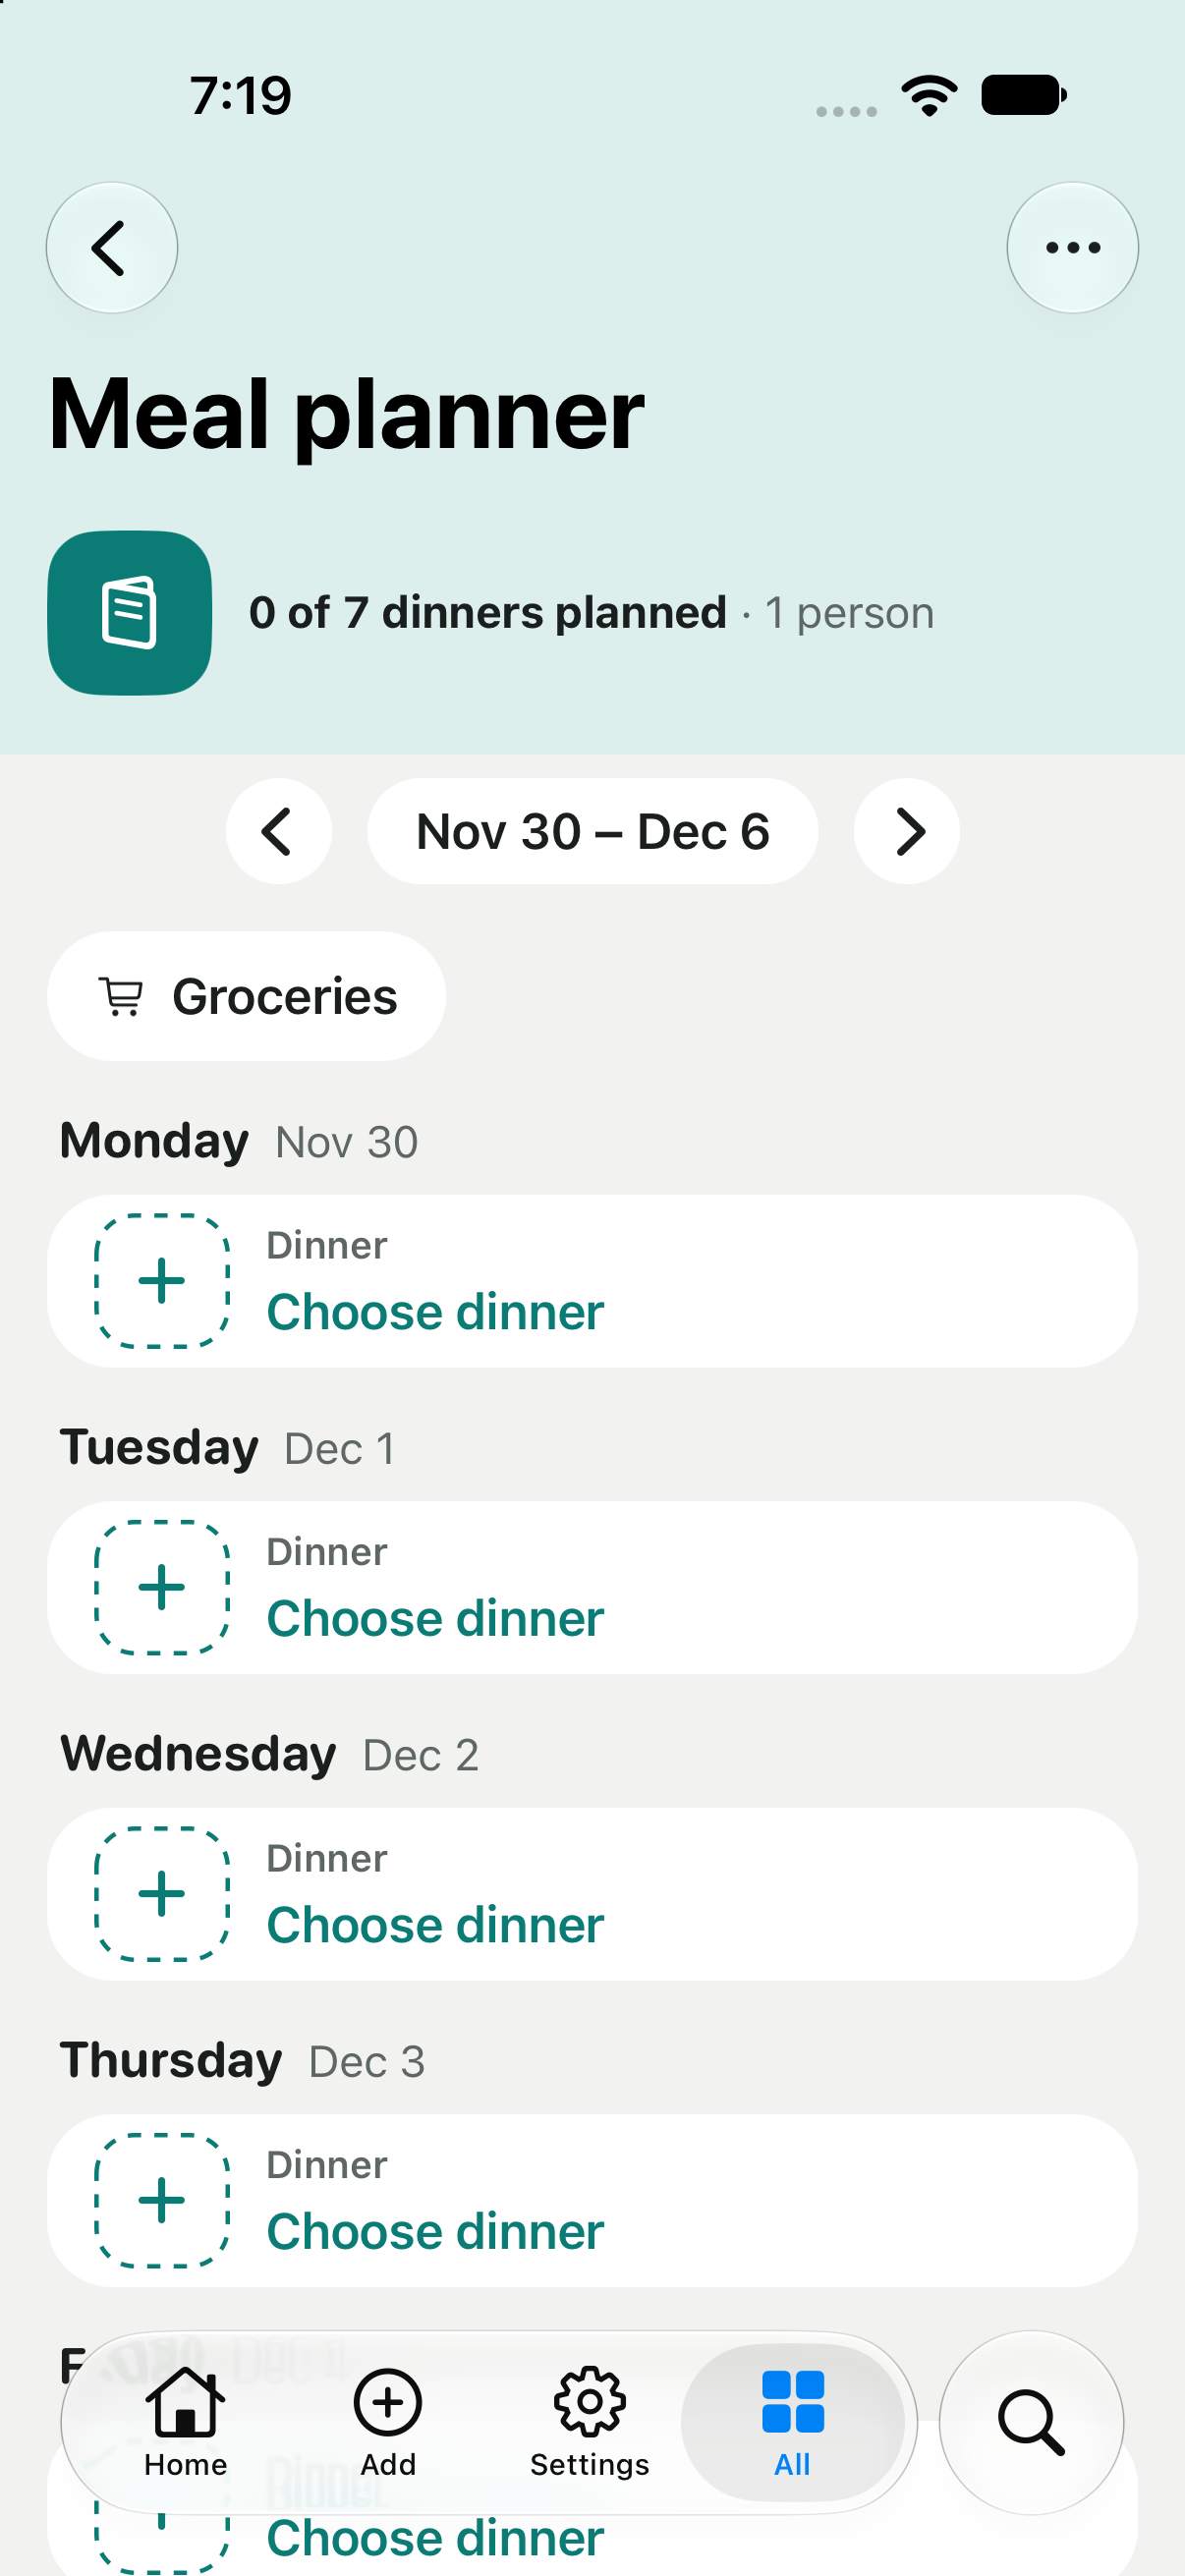 7:19
Meal planner
0 of 7 dinners planned · 1 person
Nov 30 – Dec 6
Groceries
Monday Nov 30
Dinner
Choose dinner
Tuesday Dec 1
Dinner
Choose dinner
Wednesday Dec 2
Dinner
Choose dinner
Thursday Dec 3
Dinner
Choose dinner
Home
Add
Settings
All
Choose dinner